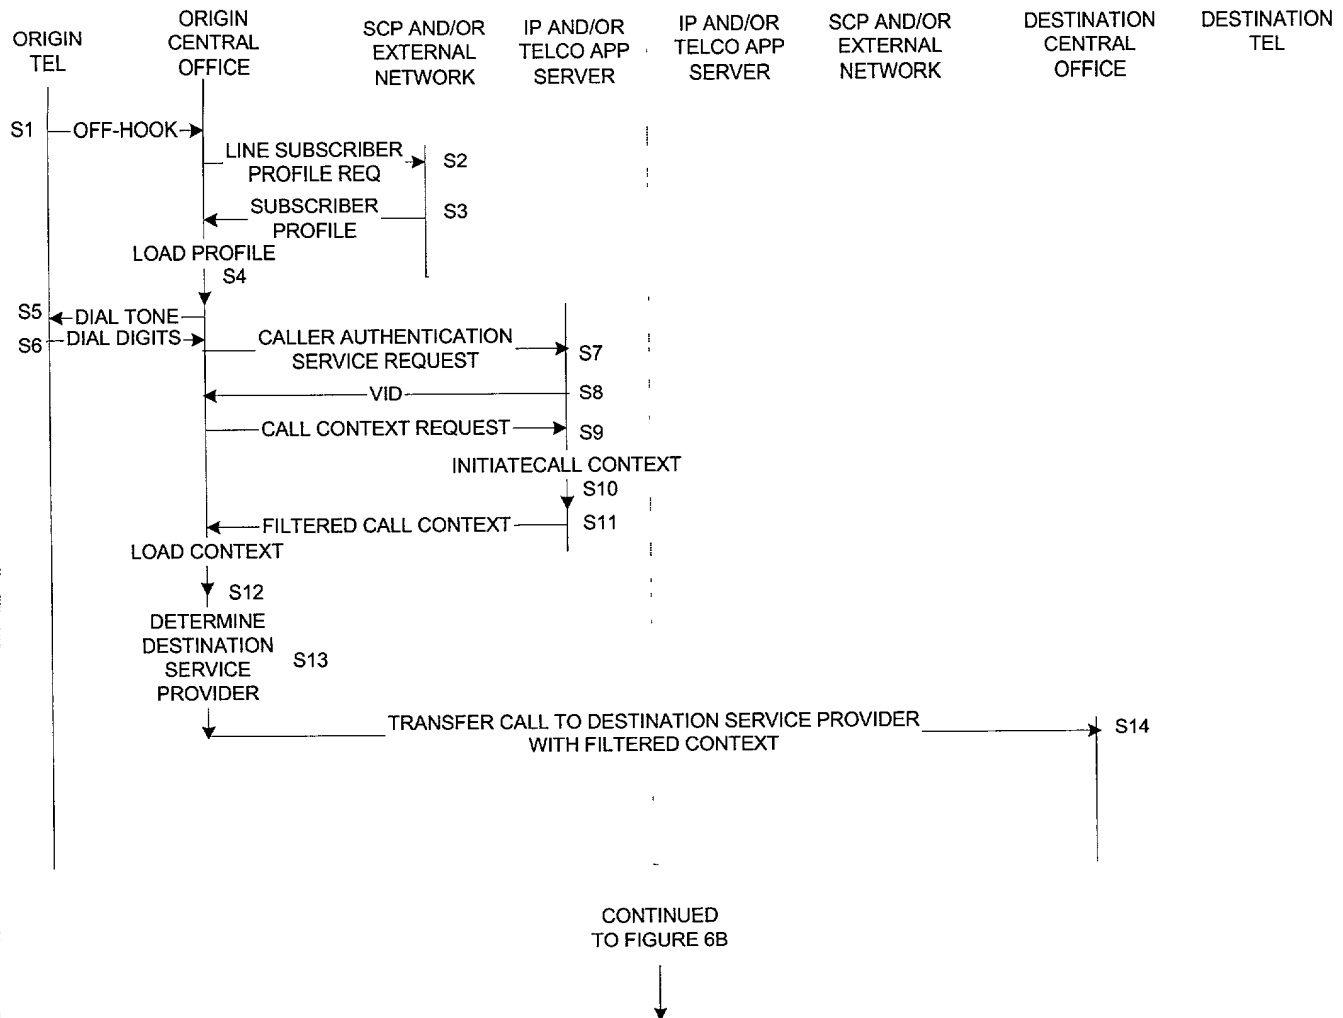 ORIGIN
TEL
ORIGIN
CENTRAL
OFFICE
SCP AND/OR
EXTERNAL
NETWORK
IP AND/OR
TELCO APP
SERVER
IP AND/OR
TELCO APP
SERVER
SCP AND/OR
EXTERNAL
NETWORK
DESTINATION
CENTRAL
OFFICE
DESTINATION
TEL
S1
OFF-HOOK
LINE SUBSCRIBER
PROFILE REQ
S2
SUBSCRIBER
PROFILE
S3
LOAD PROFILE
S4
S5
DIAL TONE
S6
DIAL DIGITS
CALLER AUTHENTICATION
SERVICE REQUEST
S7
VID
S8
CALL CONTEXT REQUEST
S9
INITIATECALL CONTEXT
S10
FILTERED CALL CONTEXT
S11
LOAD CONTEXT
S12
DETERMINE
DESTINATION
SERVICE
PROVIDER
S13
TRANSFER CALL TO DESTINATION SERVICE PROVIDER
WITH FILTERED CONTEXT
S14
CONTINUED
TO FIGURE 6B